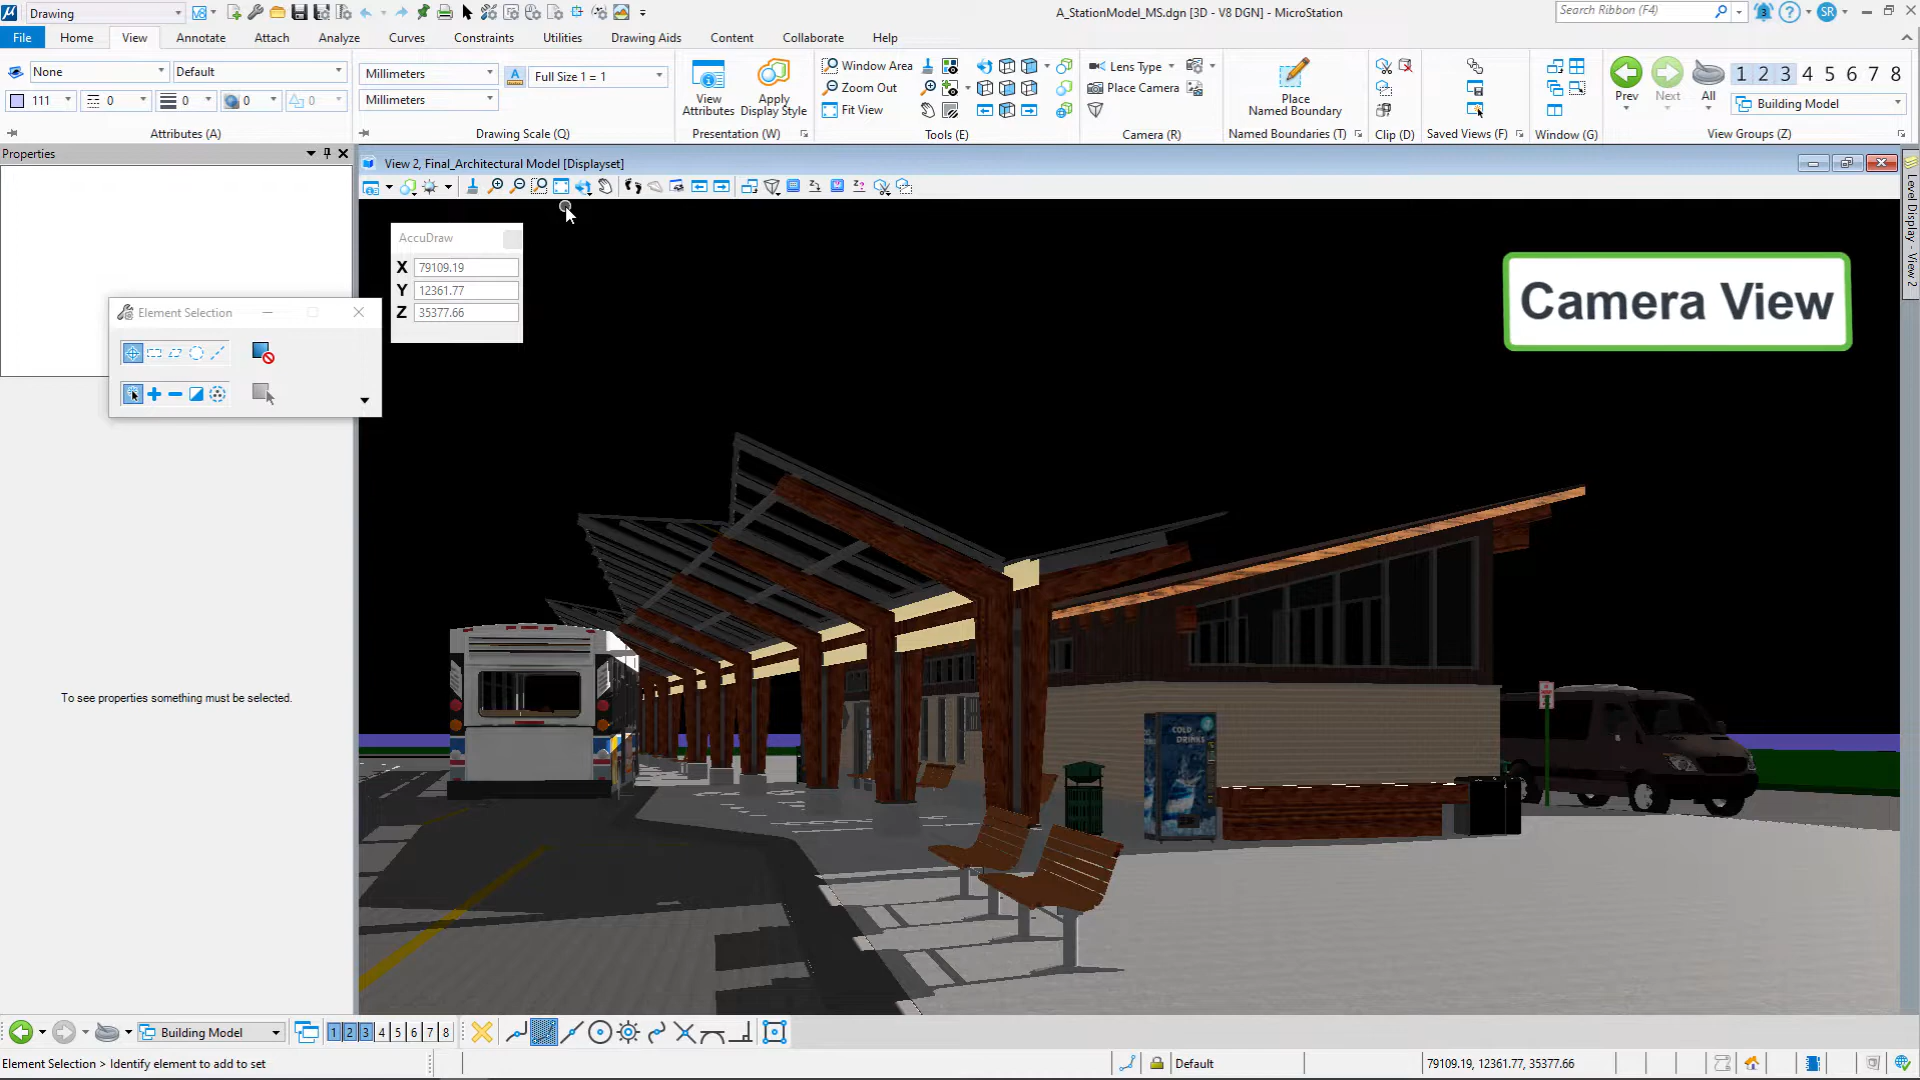 Drawing
A_StationModel_MS.dgn [3D - V8 DGN] - MicroStation
Search Ribbon (F4)
SR
File
Home
View
Annotate
Attach
Analyze
Curves
Constraints
Utilities
Drawing Aids
Content
Collaborate
Help
None
Default
111
0
0
0
0
Attributes (A)
Millimeters
Full Size 1 = 1
Millimeters
Drawing Scale (Q)
View
Attributes
Apply
Display Style
Presentation (W)
Window Area
Zoom Out
Fit View
Tools (E)
Lens Type
Place Camera
Camera (R)
Place
Named Boundary
Named Boundaries (T)
Clip (D)
Saved Views (F)
Window (G)
Prev
Next
All
1 2 3 4 5 6 7 8
Building Model
View Groups (Z)
Properties
View 2, Final_Architectural Model [Displayset]
Level Display - View 2
AccuDraw
X 79109.19
Y 12361.77
Z 35377.66
Camera View
Element Selection
To see properties something must be selected.
COLD
DRINKS
Building Model
1 2 3 4 5 6 7 8
Element Selection > Identify element to add to set
Default
79109.19, 12361.77, 35377.66